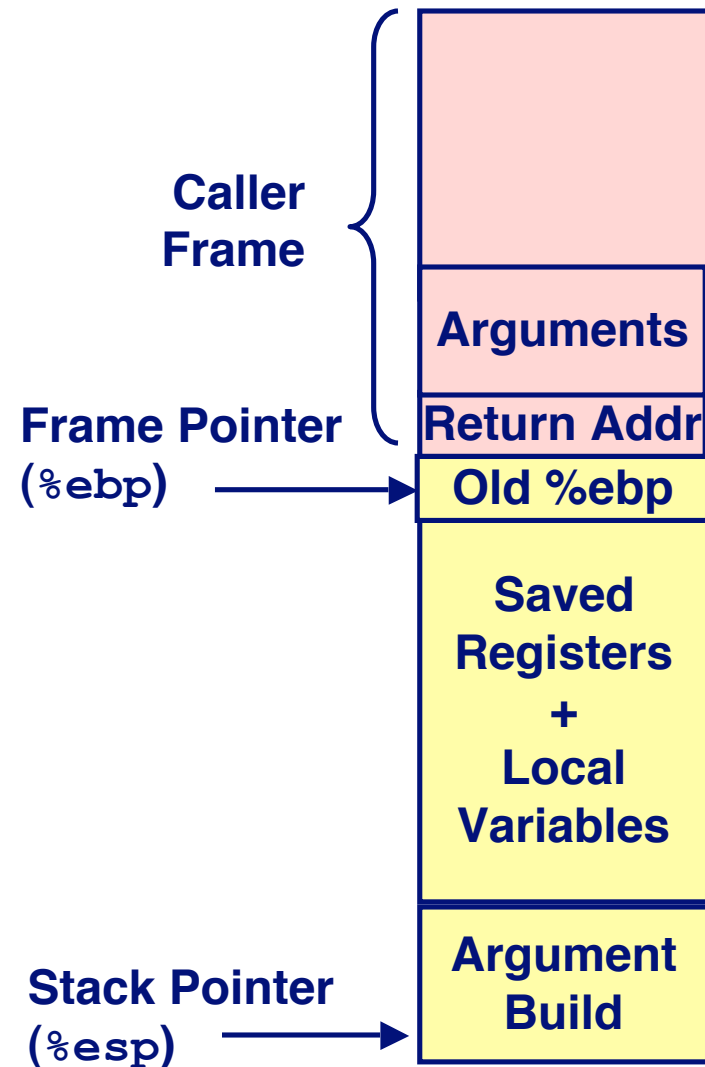 Caller
Frame
Arguments
Return Addr
Frame Pointer
(%ebp)
Old %ebp
Saved
Registers
+
Local
Variables
Argument
Build
Stack Pointer
(%esp)